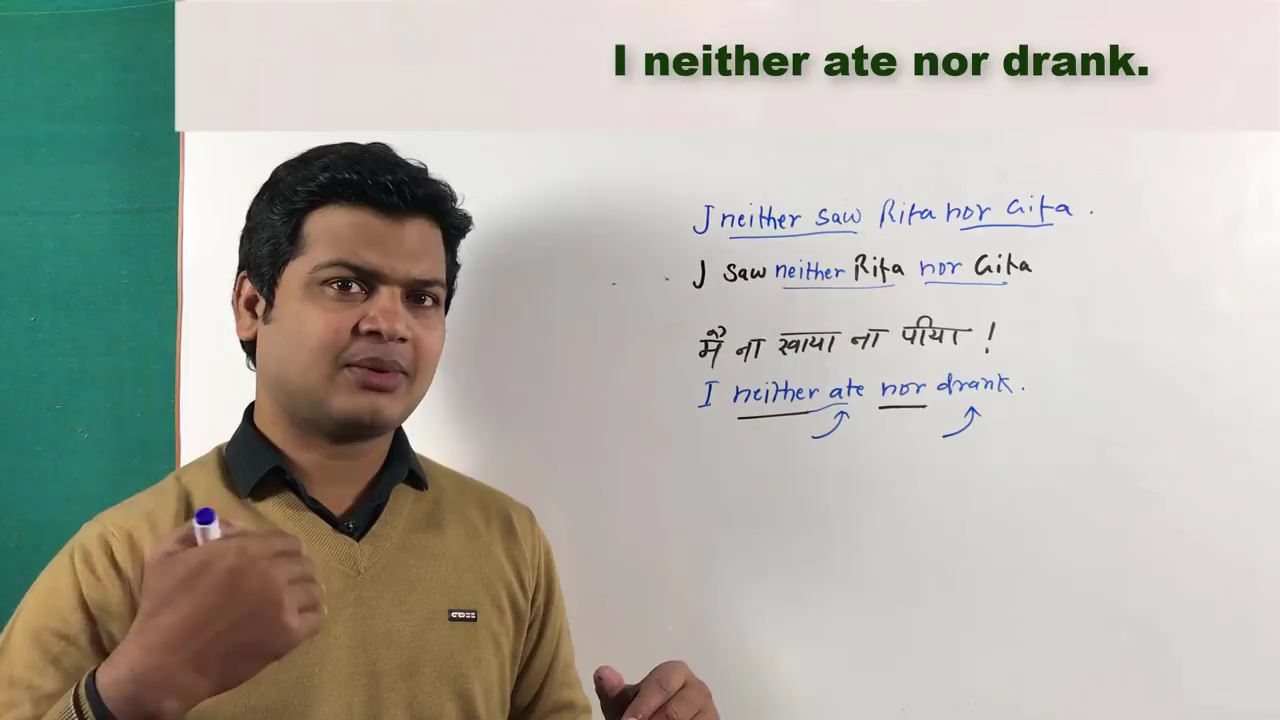 I neither ate nor drank.
I neither saw Rita nor Gita.
I saw neither Rita nor Gita
मैं ना खाया ना पीया !
I neither ate nor drank.